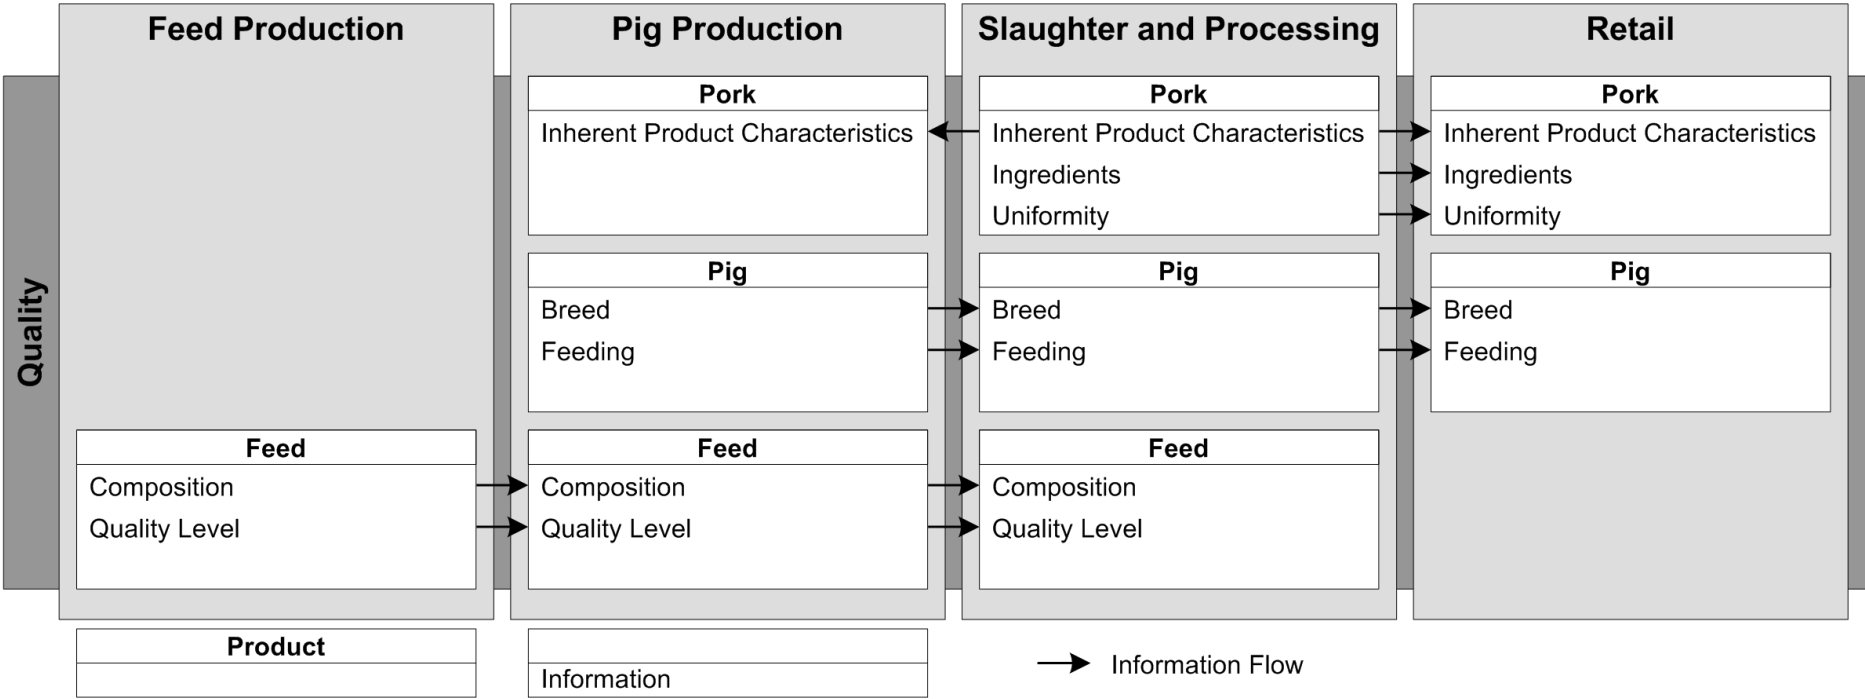 Feed Production
Pig Production
Slaughter and Processing
Retail
Quality
Pork
Inherent Product Characteristics
Pork
Inherent Product Characteristics
Ingredients
Uniformity
Pork
Inherent Product Characteristics
Ingredients
Uniformity
Pig
Breed
Feeding
Pig
Breed
Feeding
Pig
Breed
Feeding
Feed
Composition
Quality Level
Feed
Composition
Quality Level
Feed
Composition
Quality Level
Product
Information
Information Flow